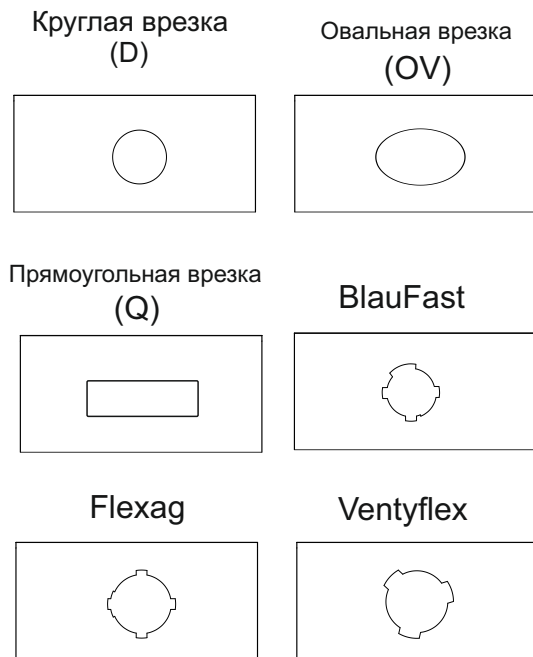 Круглая врезка
(D)
Овальная врезка
(OV)
Прямоугольная врезка
(Q)
BlauFast
Flexag
Ventyflex